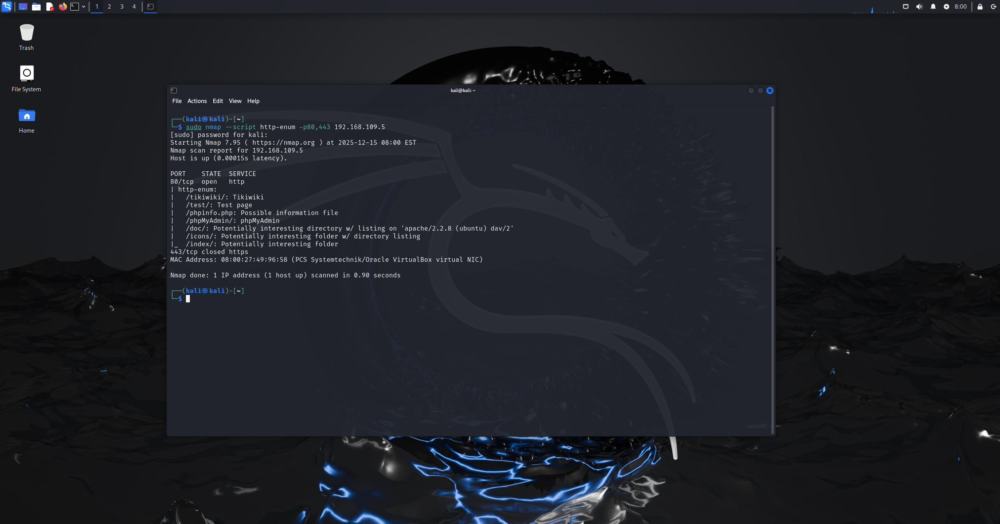 1 2 3 4
8:00
Trash
File System
Home
kali@kali: ~
File Actions Edit View Help
┌──(kali㉿kali)-[~]
└─$ sudo nmap --script http-enum -p80,443 192.168.109.5
[sudo] password for kali:
Starting Nmap 7.95 ( https://nmap.org ) at 2025-12-15 08:00 EST
Nmap scan report for 192.168.109.5
Host is up (0.00015s latency).
PORT    STATE  SERVICE
80/tcp  open   http
| http-enum:
|   /tikiwiki/: Tikiwiki
|   /test/: Test page
|   /phpinfo.php: Possible information file
|   /phpMyAdmin/: phpMyAdmin
|   /doc/: Potentially interesting directory w/ listing on 'apache/2.2.8 (ubuntu) dav/2'
|   /icons/: Potentially interesting folder w/ directory listing
|_  /index/: Potentially interesting folder
443/tcp closed https
MAC Address: 08:00:27:49:96:58 (PCS Systemtechnik/Oracle VirtualBox virtual NIC)
Nmap done: 1 IP address (1 host up) scanned in 0.90 seconds
┌──(kali㉿kali)-[~]
└─$